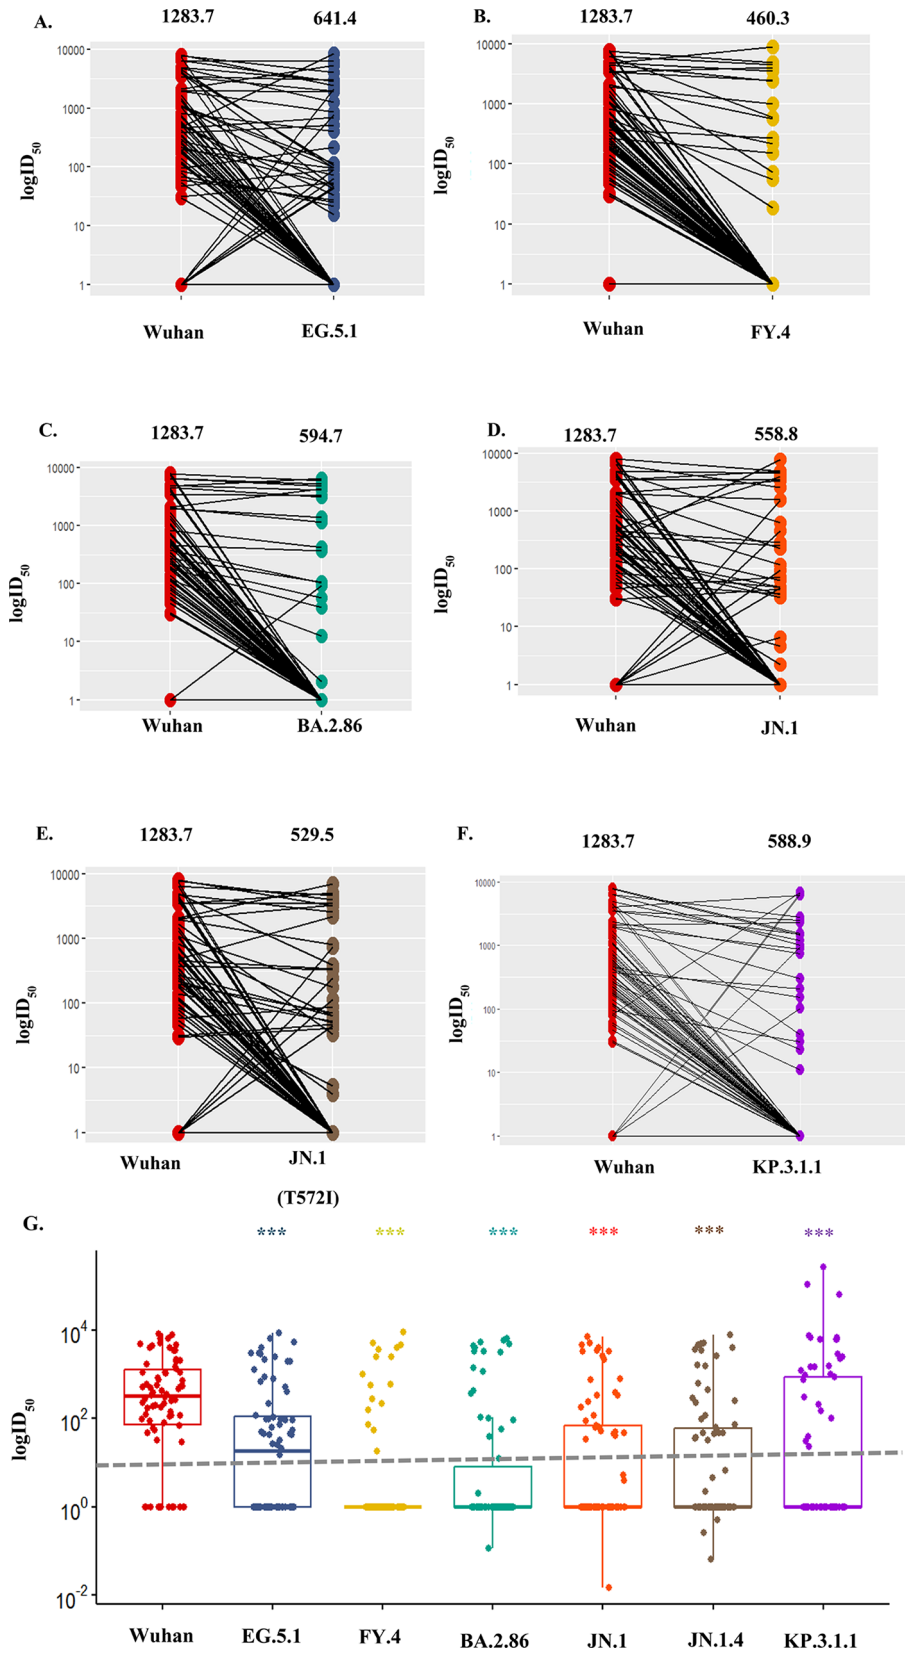 A. 1283.7 641.4
10000
1000
100
10
1
logID50
Wuhan EG.5.1
B. 1283.7 460.3
10000
1000
100
10
1
logID50
Wuhan FY.4
C. 1283.7 594.7
10000
1000
100
10
1
logID50
Wuhan BA.2.86
D. 1283.7 558.8
10000
1000
100
10
1
logID50
Wuhan JN.1
E. 1283.7 529.5
10000
1000
100
10
1
logID50
Wuhan JN.1
(T572I)
F. 1283.7 588.9
10000
1000
100
10
1
logID50
Wuhan KP.3.1.1
G.
*** *** *** *** *** ***
10^4
10^2
10^0
10^-2
logID50
Wuhan EG.5.1 FY.4 BA.2.86 JN.1 JN.1.4 KP.3.1.1